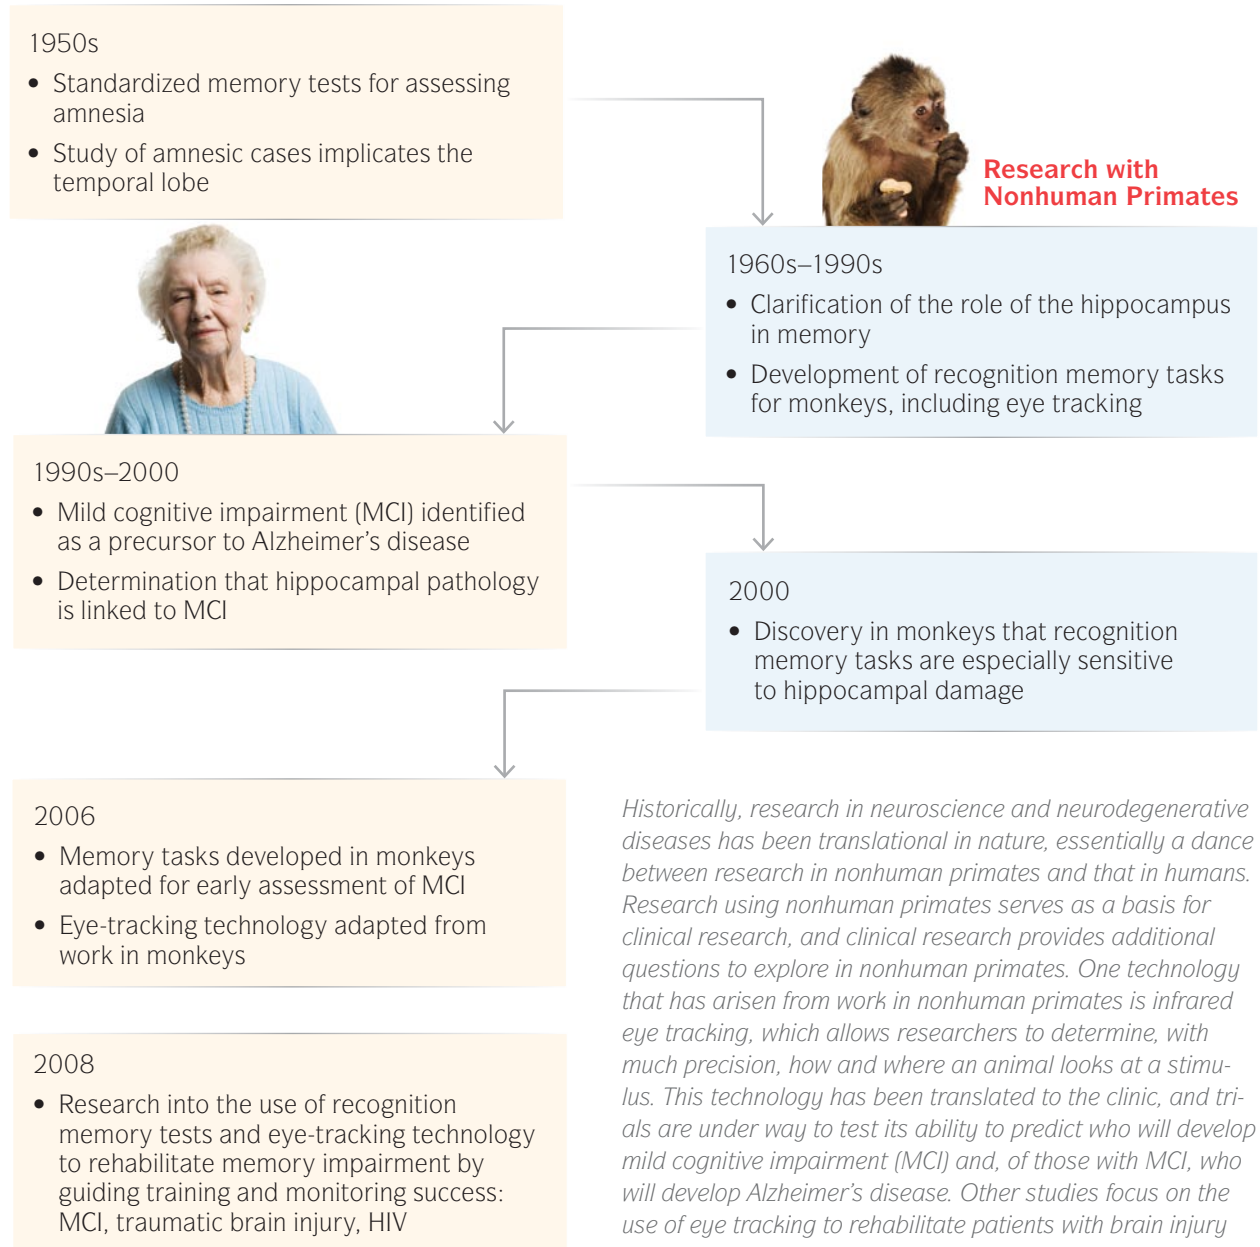 1950s
• Standardized memory tests for assessing
amnesia
• Study of amnesic cases implicates the
temporal lobe
Research with
Nonhuman Primates
1960s–1990s
• Clarification of the role of the hippocampus
in memory
• Development of recognition memory tasks
for monkeys, including eye tracking
1990s–2000
• Mild cognitive impairment (MCI) identified
as a precursor to Alzheimer’s disease
• Determination that hippocampal pathology
is linked to MCI
2000
• Discovery in monkeys that recognition
memory tasks are especially sensitive
to hippocampal damage
2006
• Memory tasks developed in monkeys
adapted for early assessment of MCI
• Eye-tracking technology adapted from
work in monkeys
2008
• Research into the use of recognition
memory tests and eye-tracking technology
to rehabilitate memory impairment by
guiding training and monitoring success:
MCI, traumatic brain injury, HIV
Historically, research in neuroscience and neurodegenerative
diseases has been translational in nature, essentially a dance
between research in nonhuman primates and that in humans.
Research using nonhuman primates serves as a basis for
clinical research, and clinical research provides additional
questions to explore in nonhuman primates. One technology
that has arisen from work in nonhuman primates is infrared
eye tracking, which allows researchers to determine, with
much precision, how and where an animal looks at a stimu-
lus. This technology has been translated to the clinic, and tri-
als are under way to test its ability to predict who will develop
mild cognitive impairment (MCI) and, of those with MCI, who
will develop Alzheimer’s disease. Other studies focus on the
use of eye tracking to rehabilitate patients with brain injury